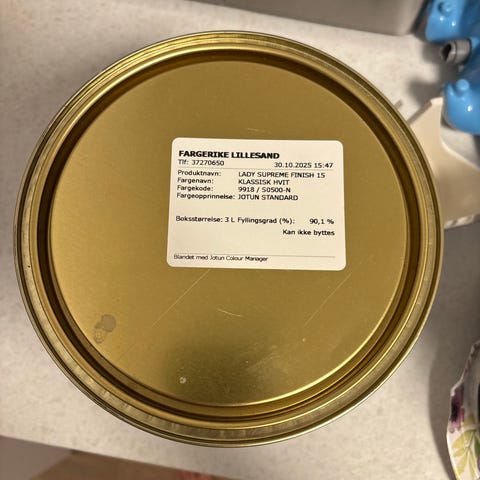 FARGERIKE LILLESAND
Tlf: 37270650 30.10.2025 15:47
Produktnavn: LADY SUPREME FINISH 15
Fargenavn: KLASSISK HVIT
Fargekode: 9918 / S0500-N
Fargeopprinnelse: JOTUN STANDARD
Boksstørrelse: 3 L Fyllingsgrad (%): 90,1 %
Kan ikke byttes
Blandet med Jotun Colour Manager